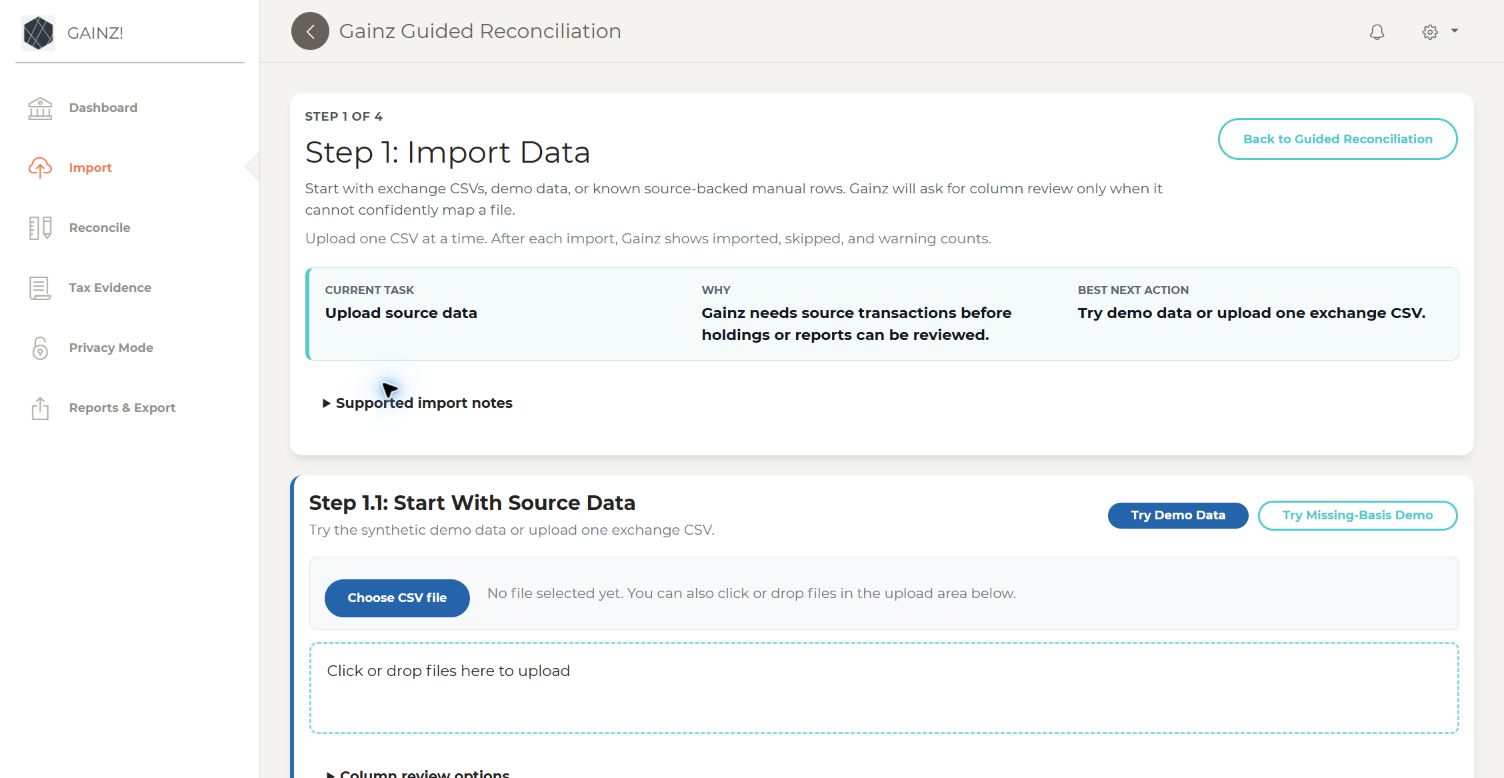 GAINZ!
Gainz Guided Reconciliation
Dashboard
Import
Reconcile
Tax Evidence
Privacy Mode
Reports & Export
STEP 1 OF 4
Step 1: Import Data
Back to Guided Reconciliation
Start with exchange CSVs, demo data, or known source-backed manual rows. Gainz will ask for column review only when it
cannot confidently map a file.
Upload one CSV at a time. After each import, Gainz shows imported, skipped, and warning counts.
CURRENT TASK
Upload source data
WHY
Gainz needs source transactions before
holdings or reports can be reviewed.
BEST NEXT ACTION
Try demo data or upload one exchange CSV.
Supported import notes
Step 1.1: Start With Source Data
Try the synthetic demo data or upload one exchange CSV.
Try Demo Data
Try Missing-Basis Demo
Choose CSV file
No file selected yet. You can also click or drop files in the upload area below.
Click or drop files here to upload
Column review options